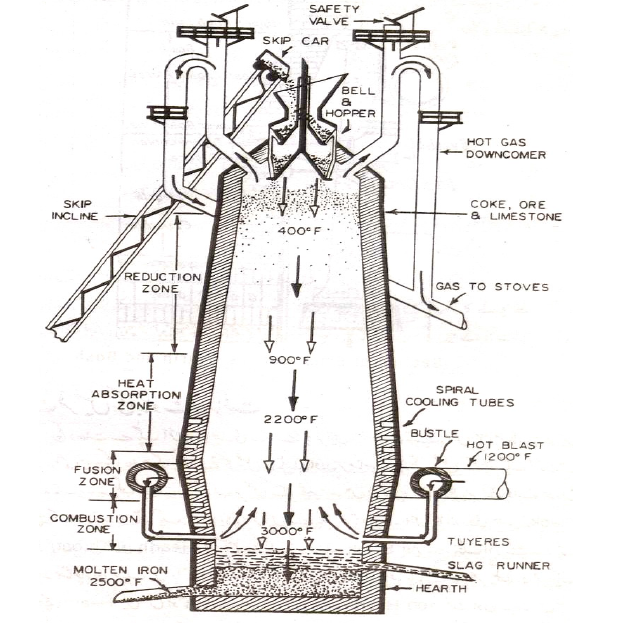 SAFETY
VALVE
SKIP CAR
BELL
&
HOPPER
HOT GAS
DOWNCOMER
SKIP
INCLINE
COKE, ORE
& LIMESTONE
400°F
REDUCTION
ZONE
GAS TO STOVES
900°F
HEAT
ABSORPTION
ZONE
SPIRAL
COOLING TUBES
2200°F
BUSTLE
HOT BLAST
1200°F
FUSION
ZONE
COMBUSTION
ZONE
3000°F
TUYERES
MOLTEN IRON
2500°F
SLAG RUNNER
HEARTH